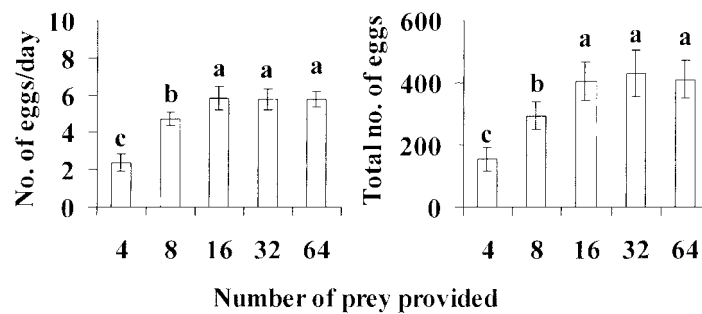 No. of eggs/day
10
8
6
4
2
0
c
b
a
a
a
4 8 16 32 64
Total no. of eggs
600
400
200
0
c
b
a
a
a
4 8 16 32 64
Number of prey provided